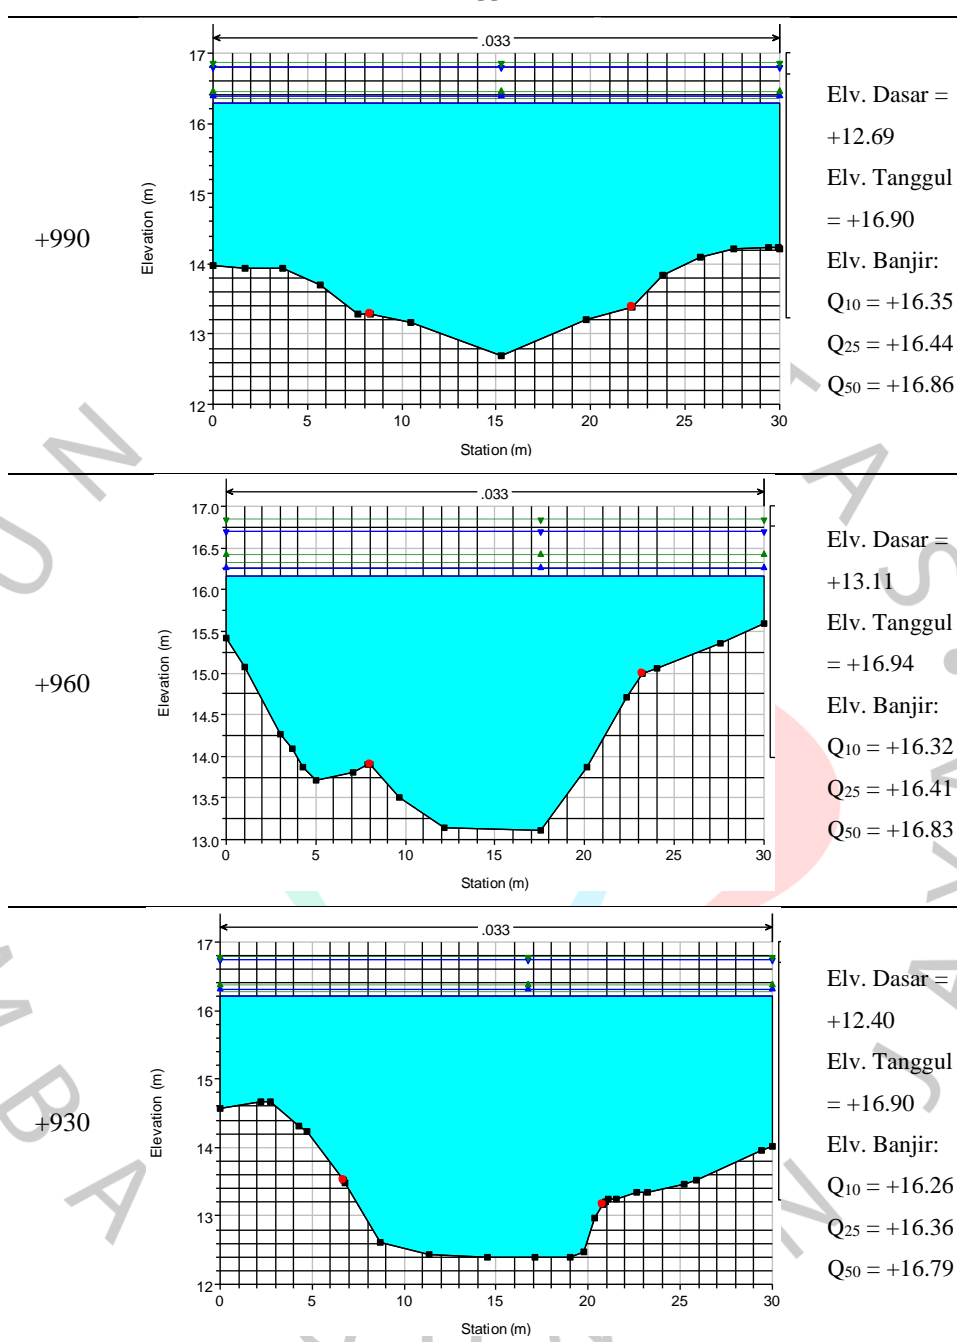 +990
.033
17
16
15
14
13
12
Elevation (m)
0 5 10 15 20 25 30
Station (m)
Elv. Dasar =
+12.69
Elv. Tanggul
= +16.90
Elv. Banjir:
Q10 = +16.35
Q25 = +16.44
Q50 = +16.86
+960
.033
17.0
16.5
16.0
15.5
15.0
14.5
14.0
13.5
13.0
Elevation (m)
0 5 10 15 20 25 30
Station (m)
Elv. Dasar =
+13.11
Elv. Tanggul
= +16.94
Elv. Banjir:
Q10 = +16.32
Q25 = +16.41
Q50 = +16.83
+930
.033
17
16
15
14
13
12
Elevation (m)
0 5 10 15 20 25 30
Station (m)
Elv. Dasar =
+12.40
Elv. Tanggul
= +16.90
Elv. Banjir:
Q10 = +16.26
Q25 = +16.36
Q50 = +16.79